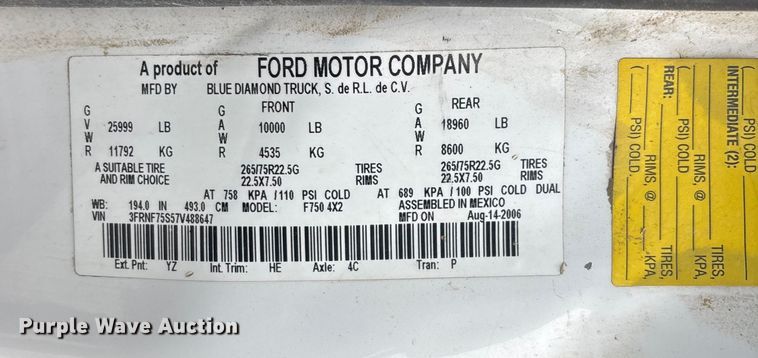 A product of FORD MOTOR COMPANY
MFD BY BLUE DIAMOND TRUCK, S. de R.L. de C.V.
G G FRONT G REAR
V 25999 LB A 10000 LB A 18960 LB
W W W
R 11792 KG R 4535 KG R 8600 KG
A SUITABLE TIRE 265/75R22.5G TIRES 265/75R22.5G TIRES
AND RIM CHOICE 22.5X7.50 RIMS 22.5X7.50 RIMS
AT 758 KPA /110 PSI COLD AT 689 KPA /100 PSI COLD DUAL
WB: 194.0 IN 493.0 CM MODEL: F750 4X2 ASSEMBLED IN MEXICO
VIN 3FRNF75S57V488647 MFD ON Aug-14-2006
Ext. Pnt: YZ Int. Trim: HE Axle: 4C Tran: P
PSI) COLD
INTERMEDIATE (2):
TIRES,
RIMS, @ KPA,
PSI) COLD
REAR:
TIRES,
RIMS, @ KPA,
Purple Wave Auction